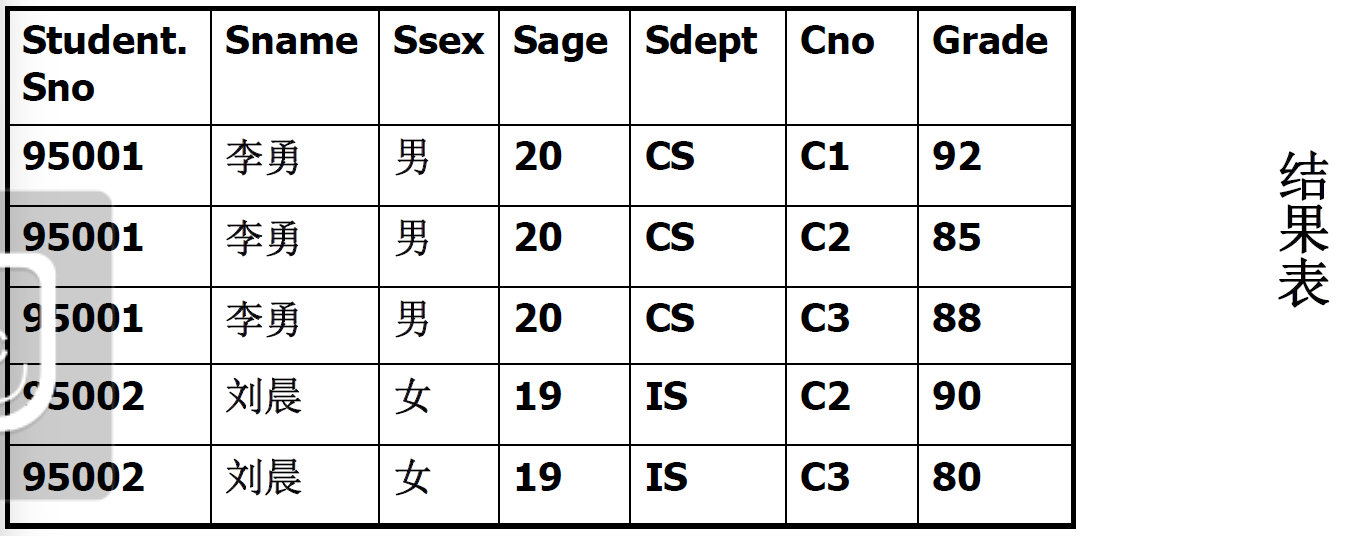 Student. Sname Ssex Sage Sdept Cno Grade
Sno
95001 李勇 男 20 CS C1 92
95001 李勇 男 20 CS C2 85
95001 李勇 男 20 CS C3 88
95002 刘晨 女 19 IS C2 90
95002 刘晨 女 19 IS C3 80
结果表